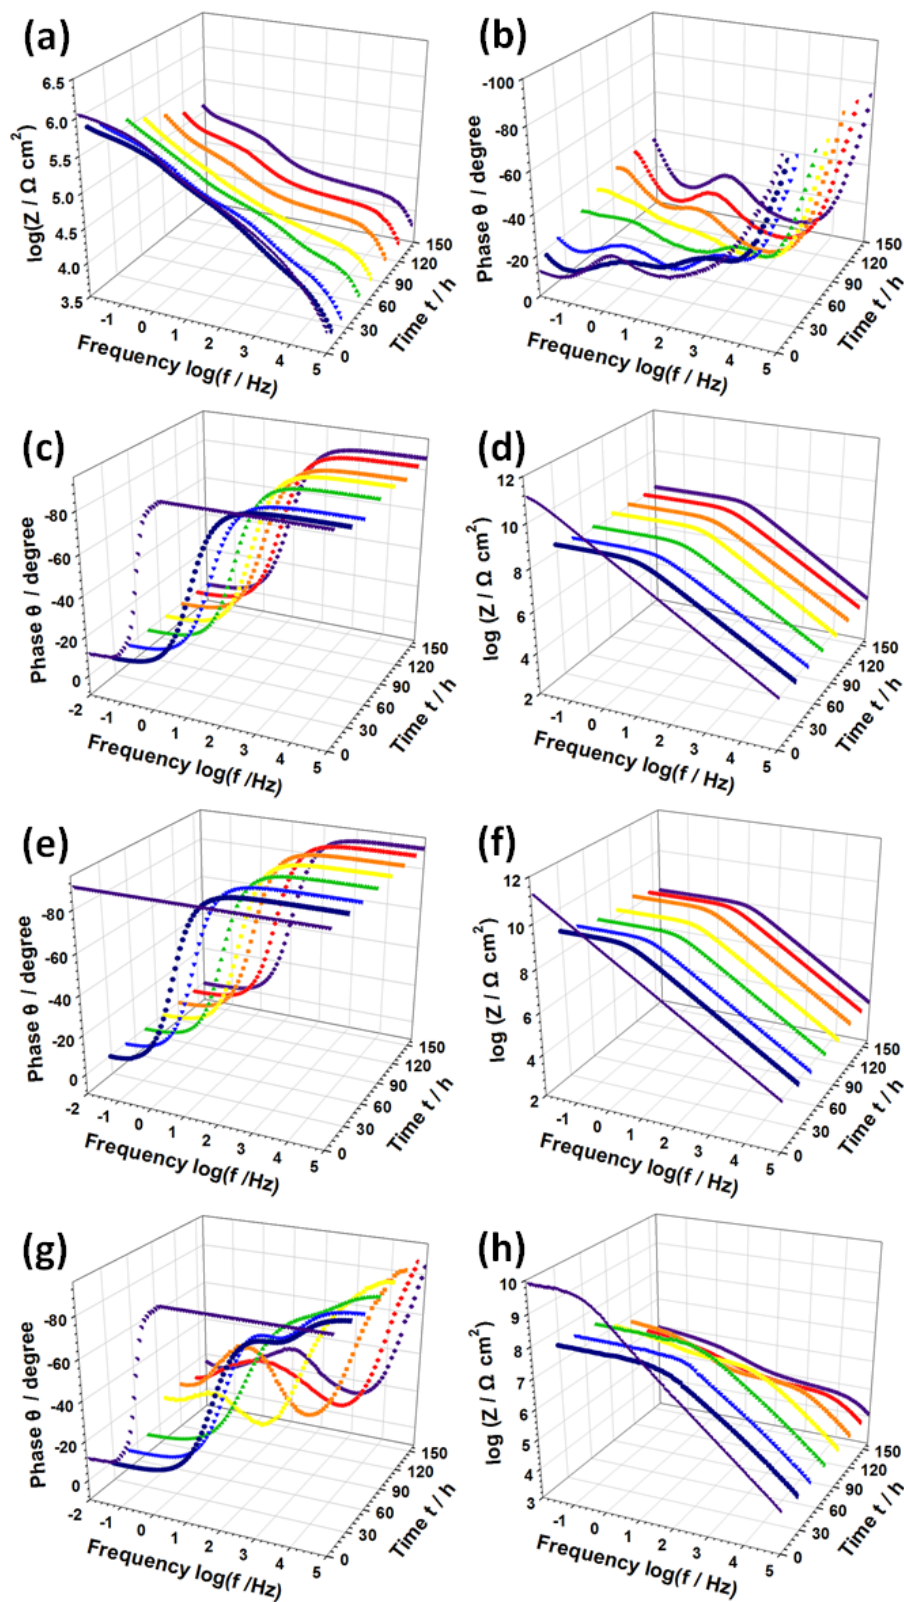 (a)
log(Z / Ω cm²)
6.5
6.0
5.5
5.0
4.5
4.0
3.5
-1 0 1 2 3 4 5
Frequency log(f / Hz)
0 30 60 90 120 150
Time t / h
(b)
Phase θ / degree
-100
-80
-60
-40
-20
0
-1 0 1 2 3 4 5
Frequency log(f / Hz)
0 30 60 90 120 150
Time t / h
(c)
Phase θ / degree
-80
-60
-40
-20
0
-2 -1 0 1 2 3 4 5
Frequency log(f /Hz)
0 30 60 90 120 150
Time t / h
(d)
log (Z / Ω cm²)
12
10
8
6
4
2
-1 0 1 2 3 4 5
Frequency log(f / Hz)
0 30 60 90 120 150
Time t / h
(e)
Phase θ / degree
-80
-60
-40
-20
0
-2 -1 0 1 2 3 4 5
Frequency log(f /Hz)
0 30 60 90 120 150
Time t / h
(f)
log (Z / Ω cm²)
12
10
8
6
4
2
-1 0 1 2 3 4 5
Frequency log(f / Hz)
0 30 60 90 120 150
Time t / h
(g)
Phase θ / degree
-80
-60
-40
-20
0
-2 -1 0 1 2 3 4 5
Frequency log(f /Hz)
0 30 60 90 120 150
Time t / h
(h)
log (Z / Ω cm²)
10
9
8
7
6
5
4
3
-1 0 1 2 3 4 5
Frequency log(f / Hz)
0 30 60 90 120 150
Time t / h